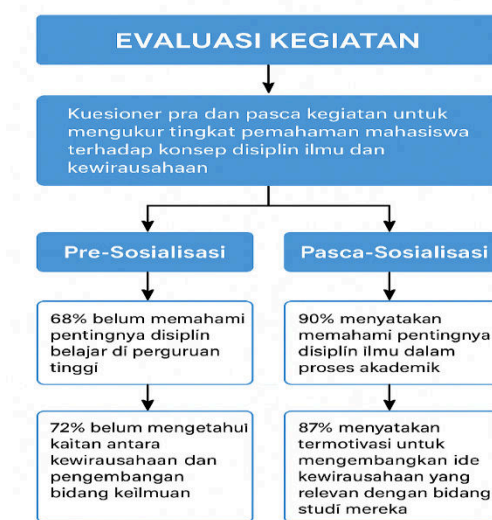 EVALUASI KEGIATAN
Kuesioner pra dan pasca kegiatan untuk
mengukur tingkat pemahaman mahasiswa
terhadap konsep disiplin ilmu dan
kewirausahaan
Pre-Sosialisasi
68% belum memahami
pentingnya disiplin
belajar di perguruan
tinggi
72% belum mengetahui
kaitan antara
kewirausahaan dan
pengembangan
bidang keilmuan
Pasca-Sosialisasi
90% menyatakan
memahami pentingnya
disiplin ilmu dalam
proses akademik
87% menyatakan
termotivasi untuk
mengembangkan ide
kewirausahaan yang
relevan dengan bidang
studi mereka